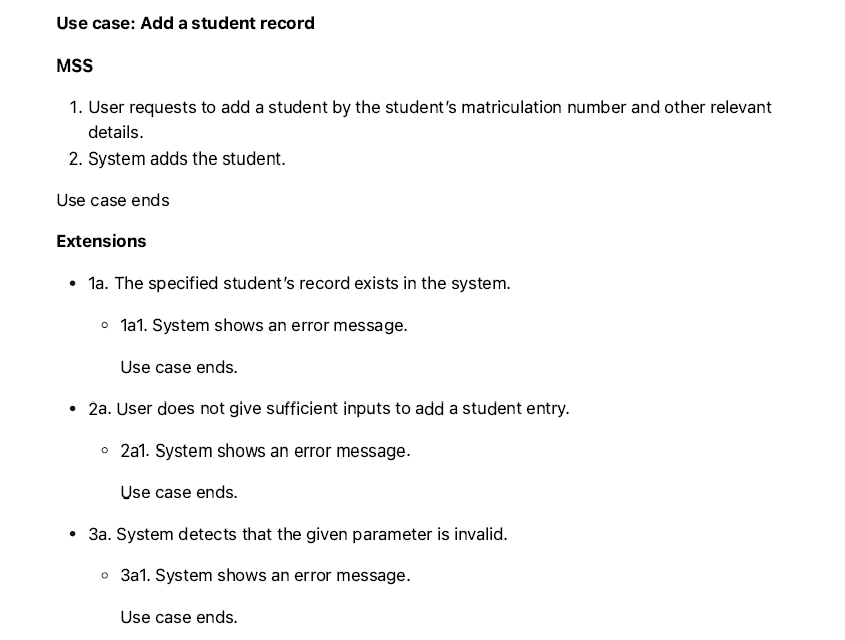 Use case: Add a student record
MSS
1. User requests to add a student by the student’s matriculation number and other relevant
details.
2. System adds the student.
Use case ends
Extensions
• 1a. The specified student’s record exists in the system.
◦ 1a1. System shows an error message.
Use case ends.
• 2a. User does not give sufficient inputs to add a student entry.
◦ 2a1. System shows an error message.
Use case ends.
• 3a. System detects that the given parameter is invalid.
◦ 3a1. System shows an error message.
Use case ends.